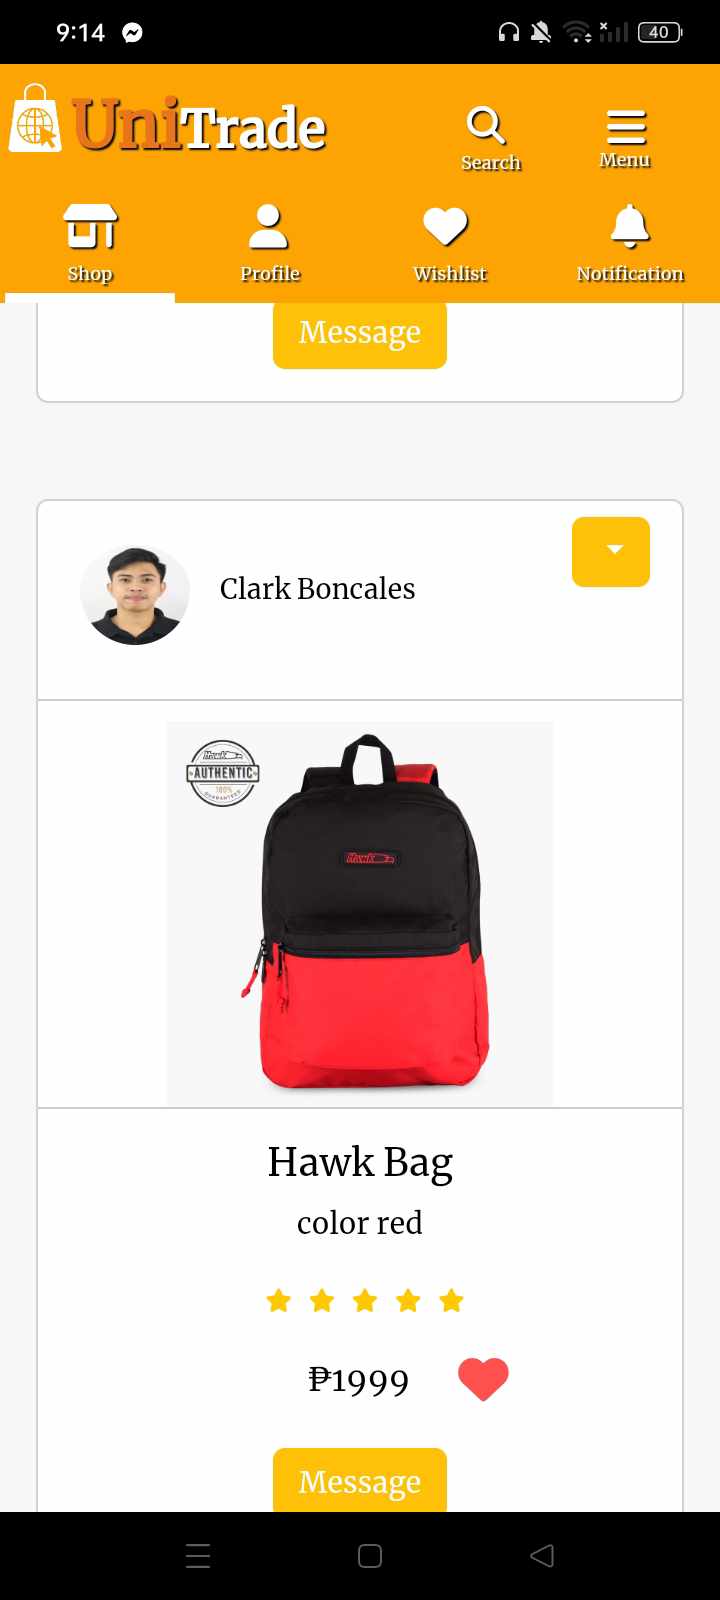 9:14
40
UniTrade
Search
Menu
Shop
Profile
Wishlist
Notification
Message
Clark Boncales
Hawk
AUTHENTIC
100%
GUARANTEED
Hawk
Hawk Bag
color red
₱1999
Message